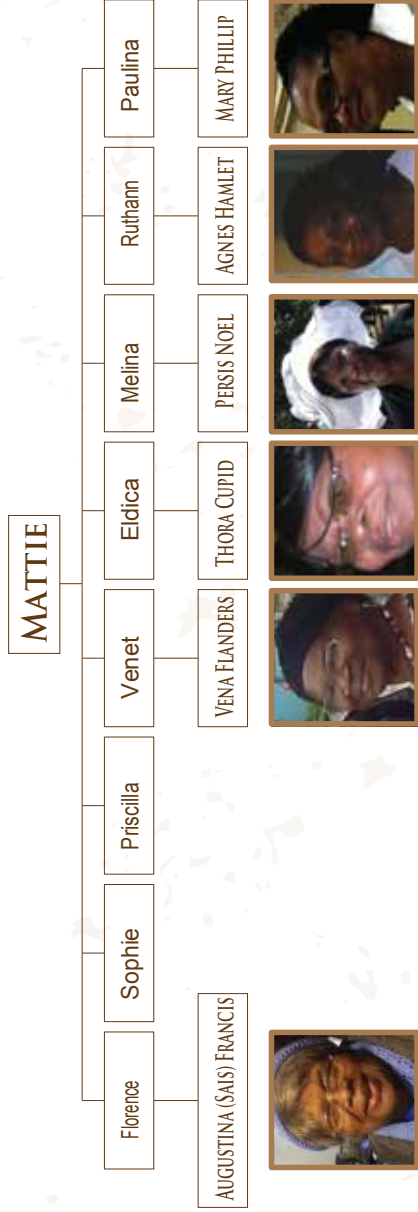 MATTIE
Florence
Sophie
Priscilla
Venet
Eldica
Melina
Ruthann
Paulina
AUGUSTINA (SAIS) FRANCIS
VENA FLANDERS
THORA CUPID
PERSIS NOEL
AGNES HAMLET
MARY PHILLIP